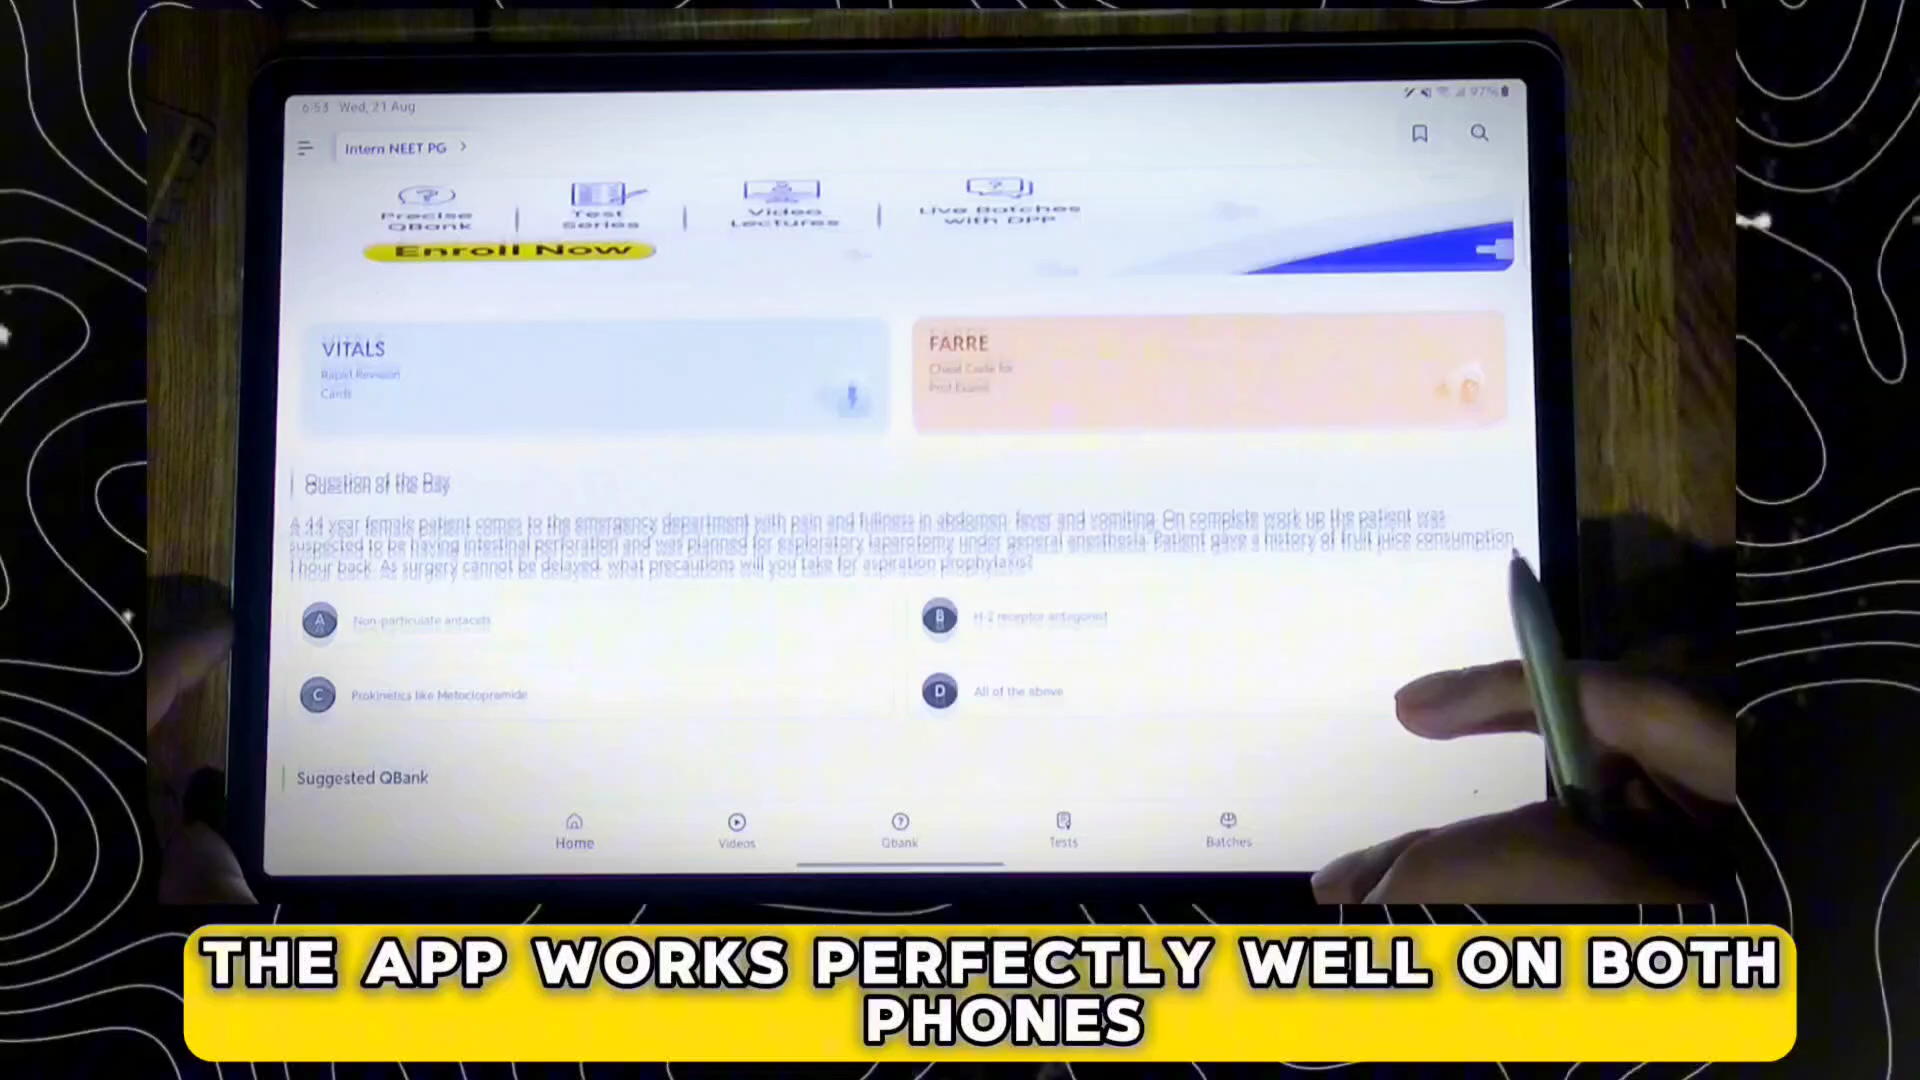 6:53 Wed, 21 Aug
97%
Intern NEET PG >
Precise
QBank
Test
Series
Video
Lectures
Live Batches
with DPP
Enroll Now
VITALS
Rapid Revision
Cards
FARRE
Cheat Code for
Prof Exams
Question of the Day
A 44 year female patient comes to the emergency department with pain and fullness in abdomen, fever and vomiting. On complete work up the patient was
suspected to be having intestinal perforation and was planned for exploratory laparotomy under general anesthesia. Patient gave a history of fruit juice consumption
1 hour back. As surgery cannot be delayed, what precautions will you take for aspiration prophylaxis?
A Non-particulate antacids
B H-2 receptor antagonist
C Prokinetics like Metoclopramide
D All of the above
Suggested QBank
Home
Videos
Qbank
Tests
Batches
THE APP WORKS PERFECTLY WELL ON BOTH
PHONES